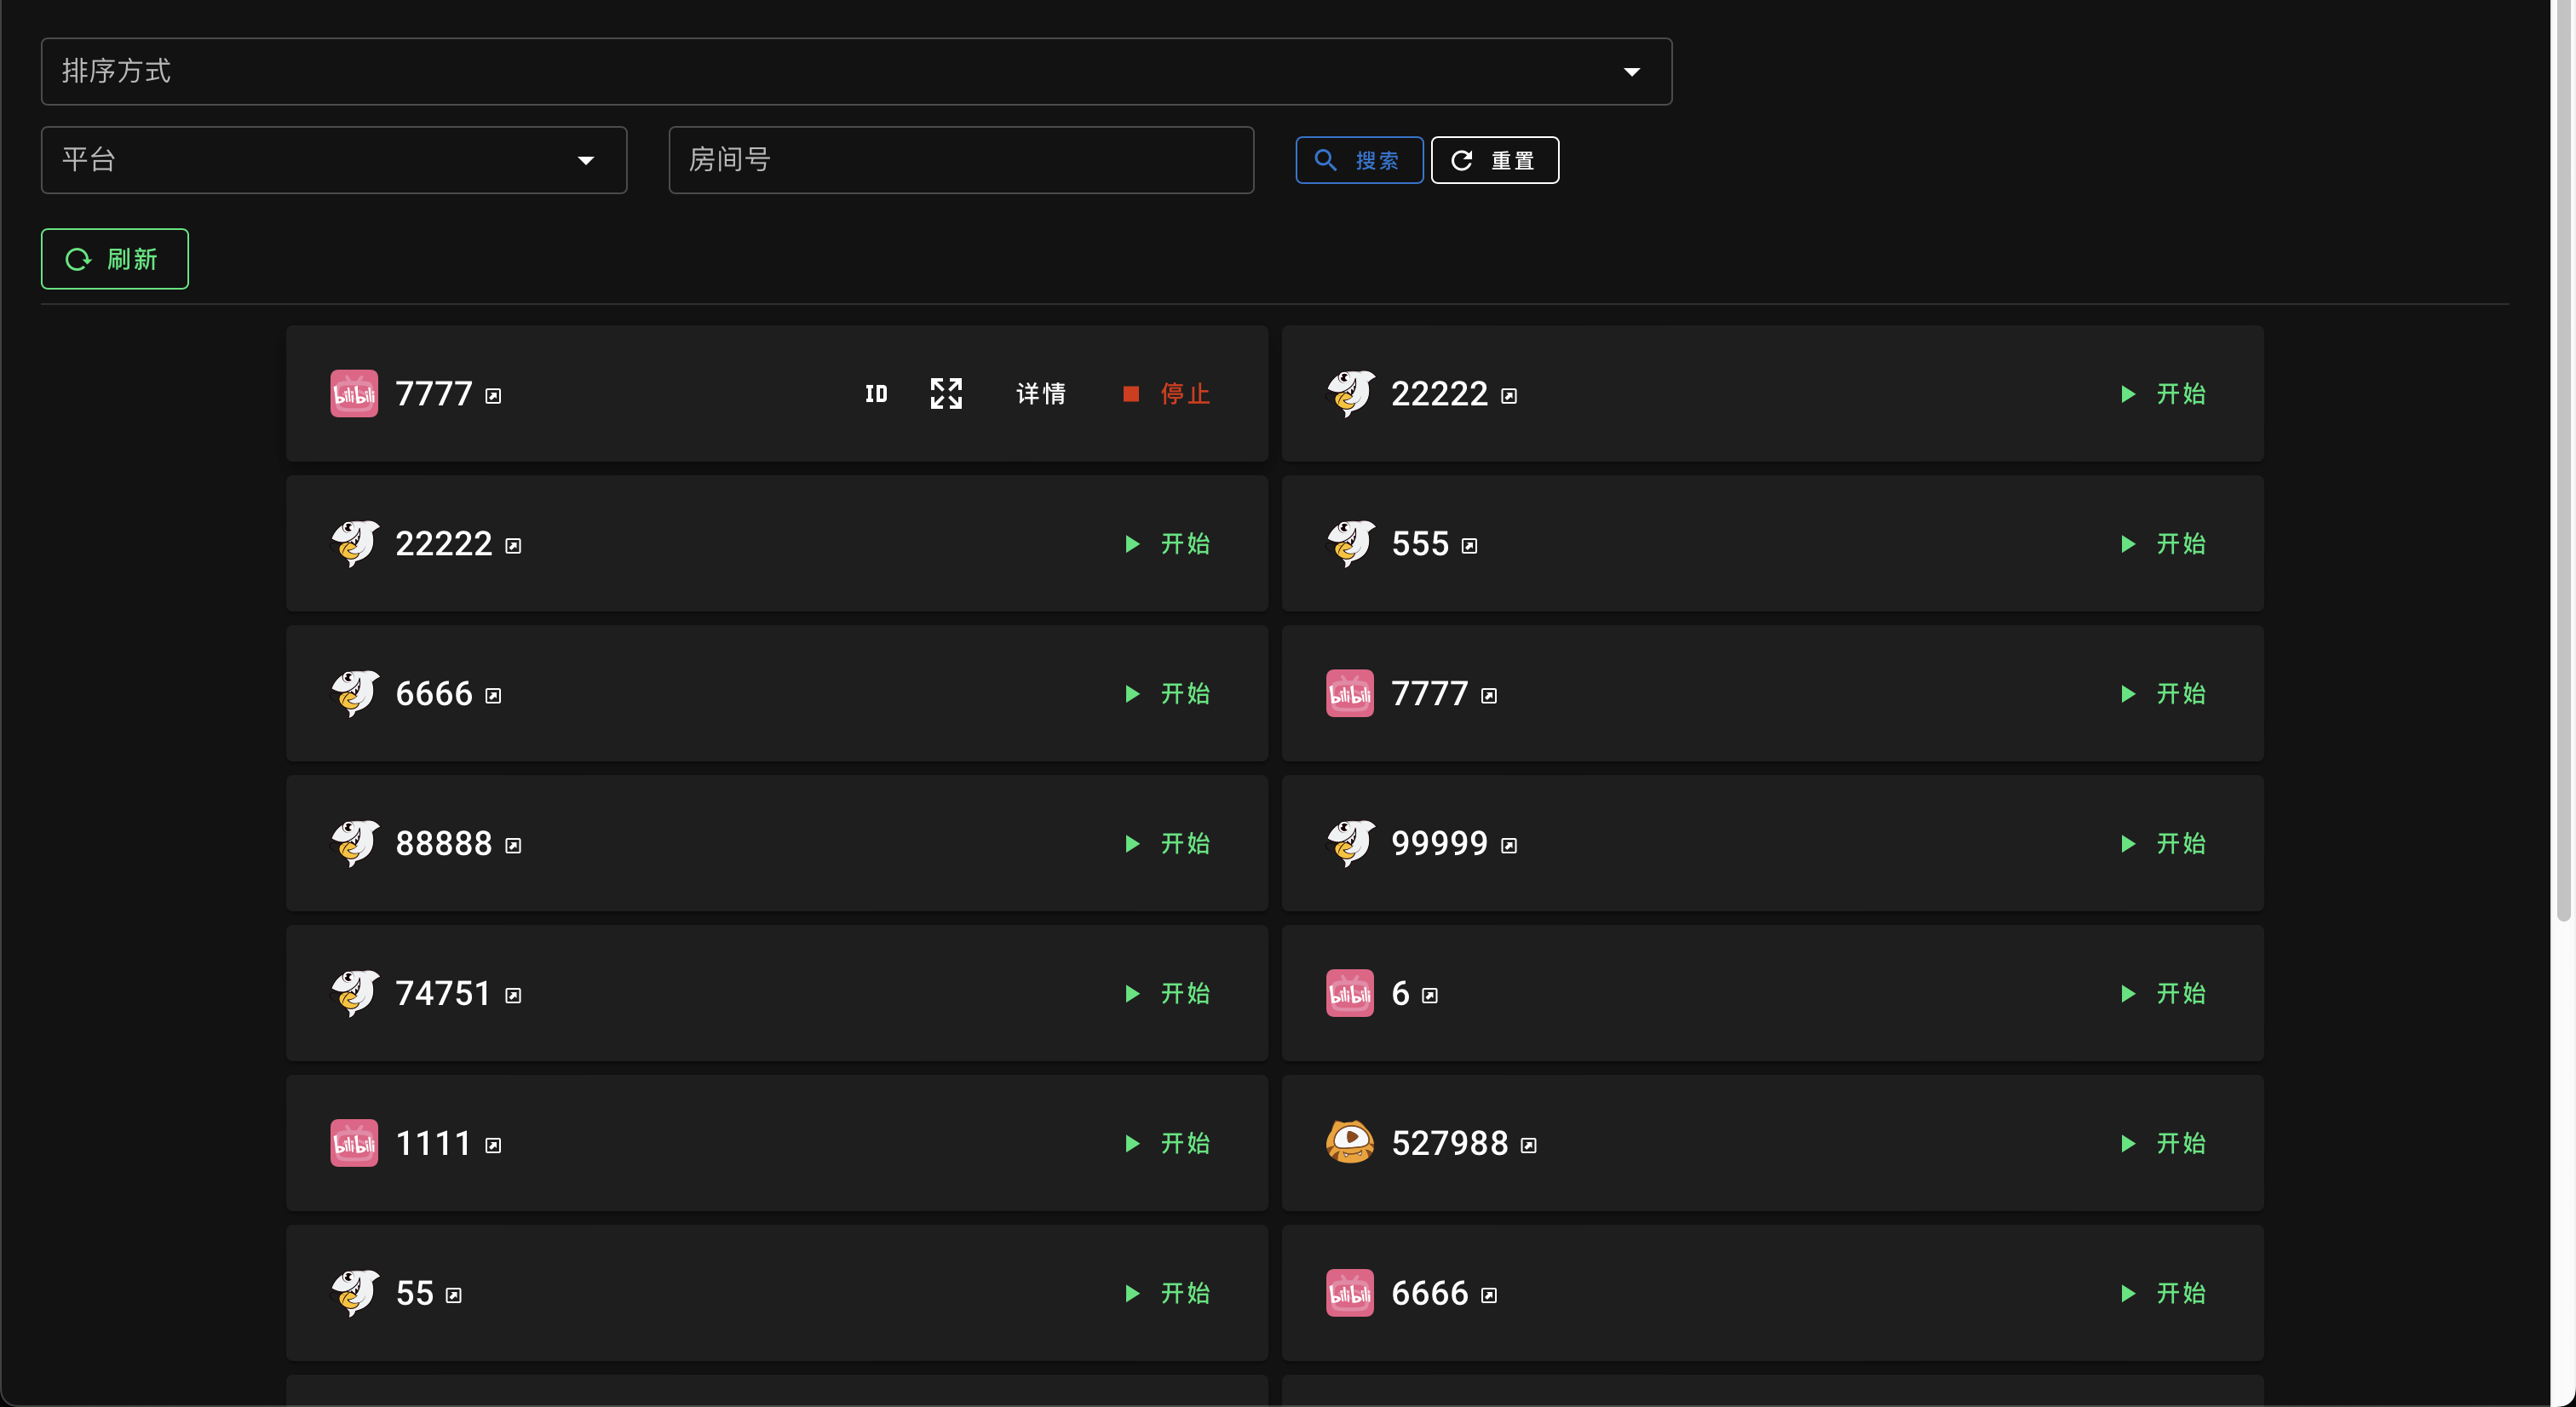 排序方式
平台 房间号 搜索 重置
刷新
bilibili 7777 ID 详情 停止 22222 开始
22222 开始 555 开始
6666 开始 bilibili 7777 开始
88888 开始 99999 开始
74751 开始 bilibili 6 开始
bilibili 1111 开始 527988 开始
55 开始 bilibili 6666 开始